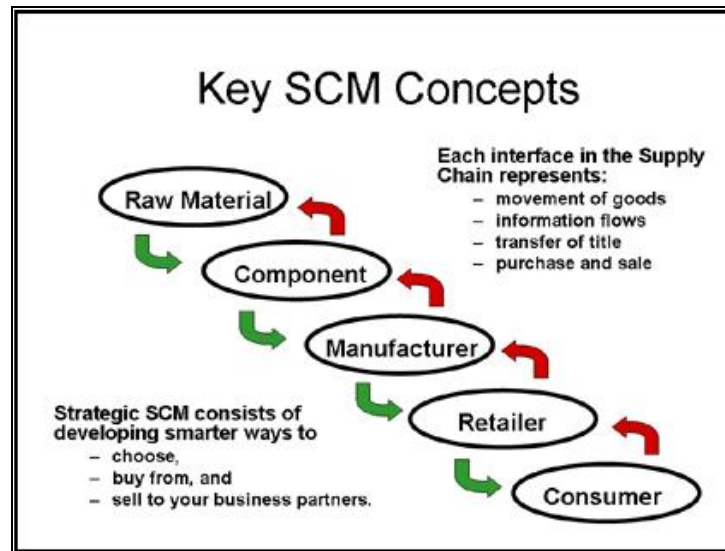 Key SCM Concepts
Each interface in the Supply
Chain represents:
– movement of goods
– information flows
– transfer of title
– purchase and sale
Raw Material
Component
Manufacturer
Retailer
Consumer
Strategic SCM consists of
developing smarter ways to
– choose,
– buy from, and
– sell to your business partners.